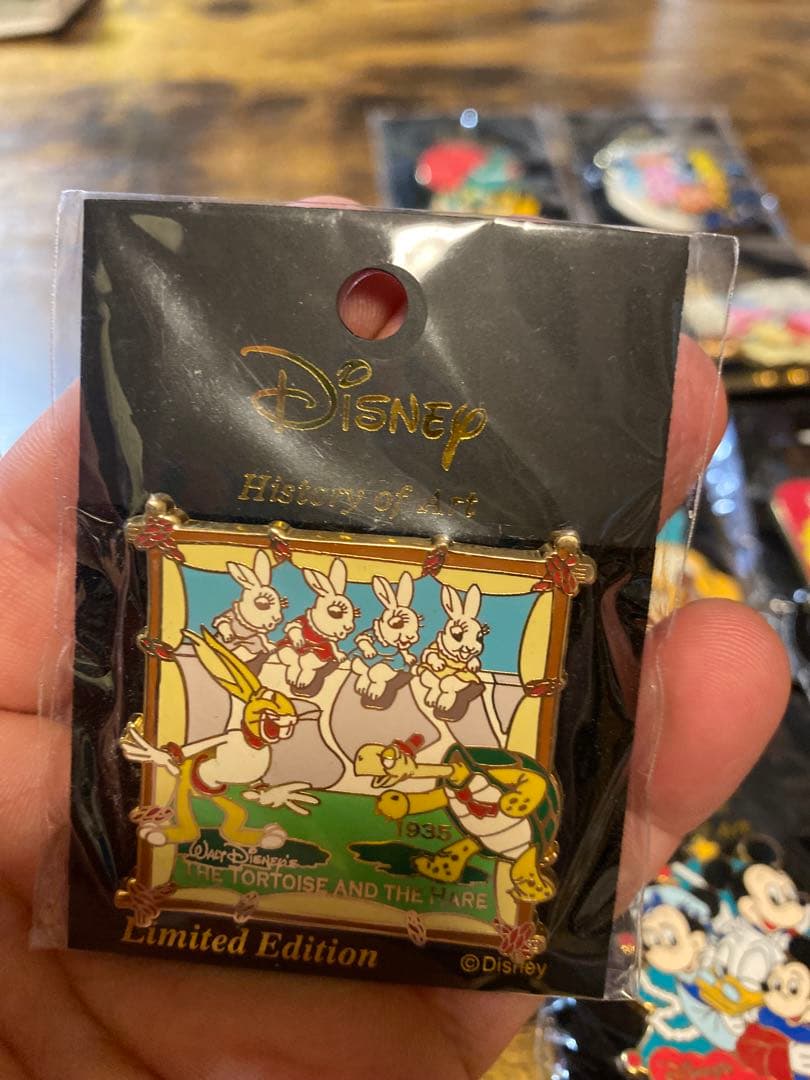 Disney
History of Art
1935
Walt Disney's
THE TORTOISE AND THE HARE
Limited Edition
©Disney